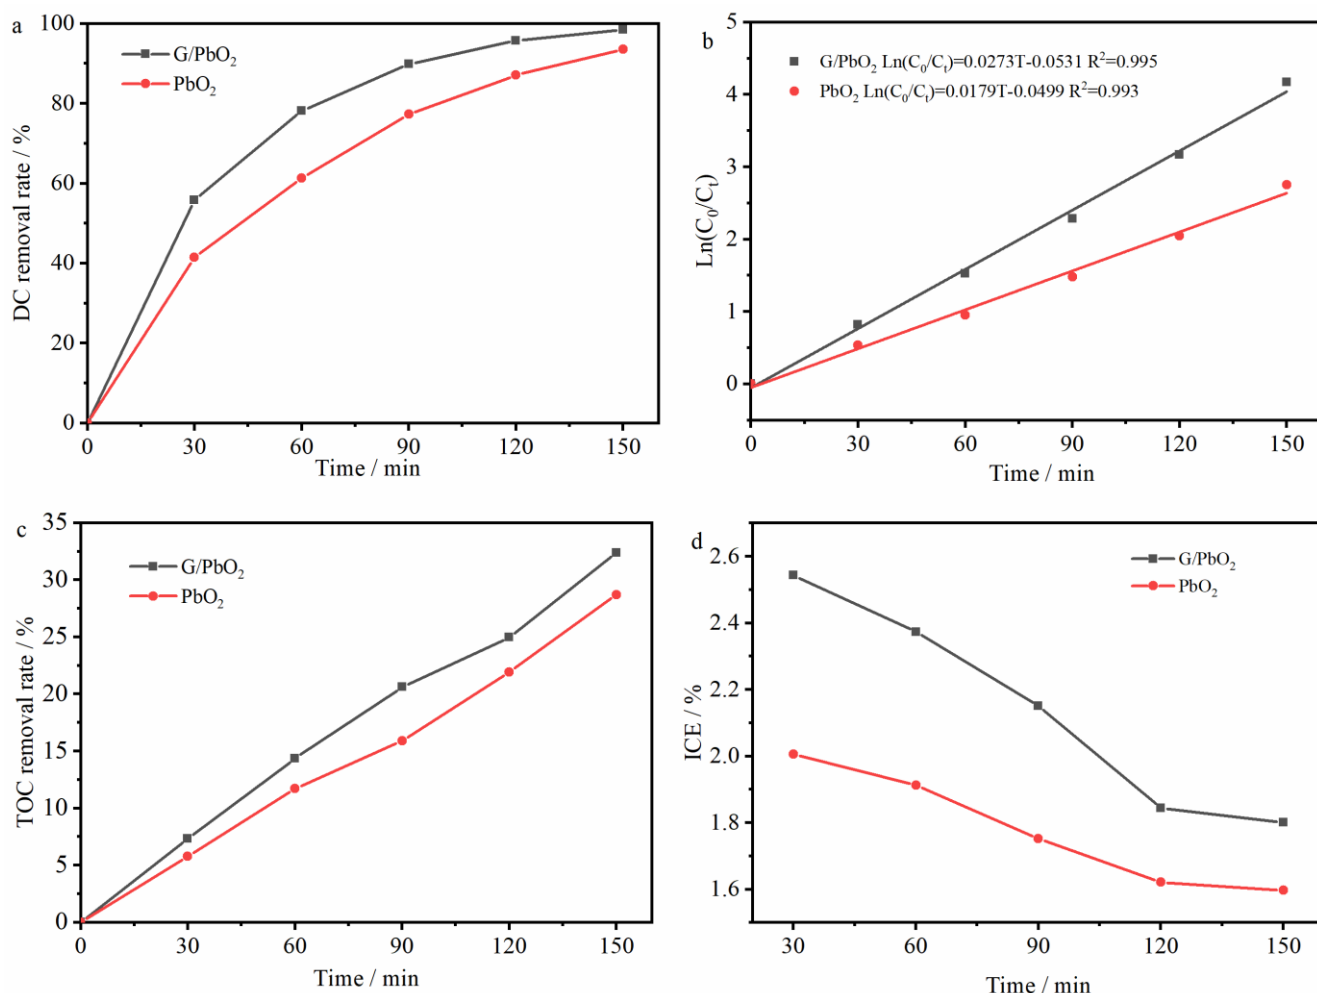 a
DC removal rate / %
100
80
60
40
20
0
G/PbO₂
PbO₂
0 30 60 90 120 150
Time / min
b
Ln(C₀/Cₜ)
5
4
3
2
1
0
G/PbO₂ Ln(C₀/Cₜ)=0.0273T-0.0531 R²=0.995
PbO₂ Ln(C₀/Cₜ)=0.0179T-0.0499 R²=0.993
0 30 60 90 120 150
Time / min
c
TOC removal rate / %
35
30
25
20
15
10
5
0
G/PbO₂
PbO₂
0 30 60 90 120 150
Time / min
d
ICE / %
2.6
2.4
2.2
2.0
1.8
1.6
G/PbO₂
PbO₂
30 60 90 120 150
Time / min